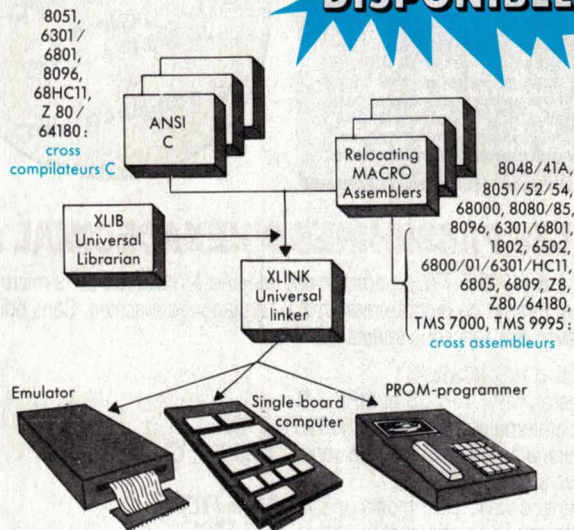 DISPONIBLE
8051,
6301/
6801,
8096,
68HC11,
Z 80/
64180 :
cross
compilateurs C
ANSI
C
Relocating
MACRO
Assemblers
8048/41A,
8051/52/54,
68000, 8080/85,
8096, 6301/6801,
1802, 6502,
6800/01/6301/HC11,
6805, 6809, Z8,
Z80/64180,
TMS 7000, TMS 9995 :
cross assembleurs
XLIB
Universal
Librarian
XLINK
Universal
linker
Emulator
Single-board
computer
PROM-programmer